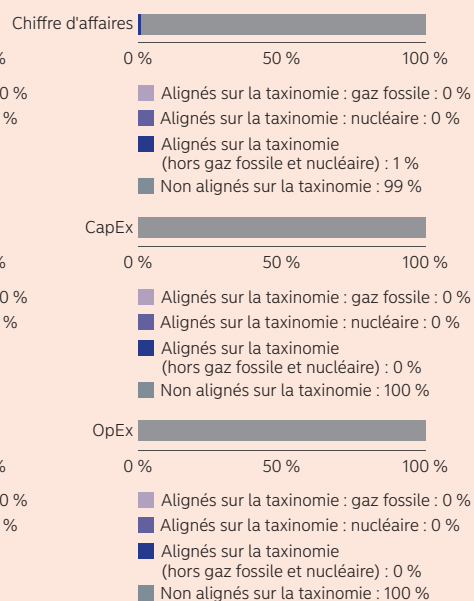 Chiffre d'affaires
% 0 % 50 % 100 %
0 % Alignés sur la taxinomie : gaz fossile : 0 %
% Alignés sur la taxinomie : nucléaire : 0 %
Alignés sur la taxinomie
(hors gaz fossile et nucléaire) : 1 %
Non alignés sur la taxinomie : 99 %
CapEx
% 0 % 50 % 100 %
0 % Alignés sur la taxinomie : gaz fossile : 0 %
% Alignés sur la taxinomie : nucléaire : 0 %
Alignés sur la taxinomie
(hors gaz fossile et nucléaire) : 0 %
Non alignés sur la taxinomie : 100 %
OpEx
% 0 % 50 % 100 %
0 % Alignés sur la taxinomie : gaz fossile : 0 %
% Alignés sur la taxinomie : nucléaire : 0 %
Alignés sur la taxinomie
(hors gaz fossile et nucléaire) : 0 %
Non alignés sur la taxinomie : 100 %